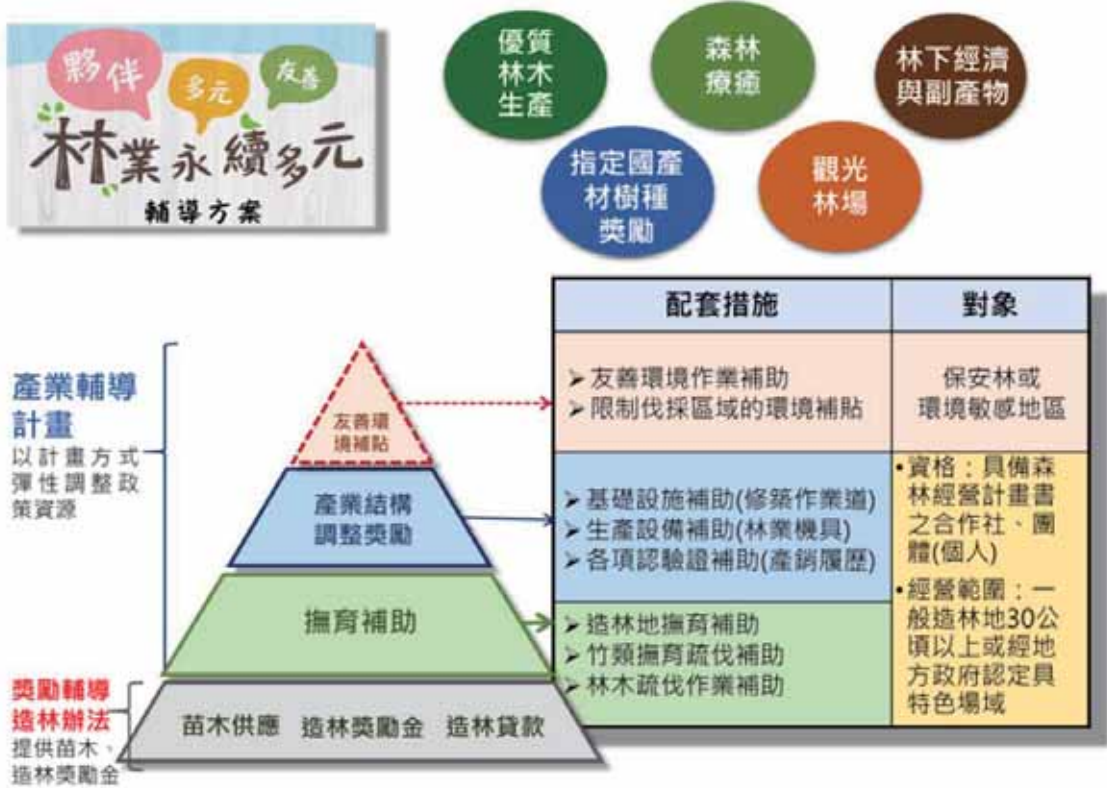 夥伴
多元
友善
林業永續多元
輔導方案
優質
林木
生產
森林
療癒
林下經濟
與副產物
指定國產
材樹種
獎勵
觀光
林場
配套措施
對象
產業輔導
計畫
以計畫方式
彈性調整政
策資源
友善環
境補貼
➢友善環境作業補助
➢限制伐採區域的環境補貼
保安林或
環境敏感地區
產業結構
調整獎勵
➢基礎設施補助(修築作業道)
➢生產設備補助(林業機具)
➢各項認驗證補助(產銷履歷)
•資格：具備森
林經營計畫書
之合作社、團
體(個人)
•經營範圍：一
般造林地30公
頃以上或經地
方政府認定具
特色場域
撫育補助
➢造林地撫育補助
➢竹類撫育疏伐補助
➢林木疏伐作業補助
獎勵輔導
造林辦法
提供苗木、
造林獎勵金
苗木供應 造林獎勵金 造林貸款